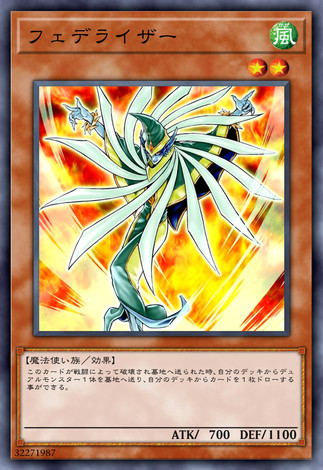 フェデライザー
風
【魔法使い族／効果】
このカードが戦闘によって破壊され墓地へ送られた時、自分のデッキからデュ
アルモンスター１体を墓地へ送り、自分のデッキからカードを１枚ドローする
事ができる。
ATK/ 700 DEF/1100
32271987